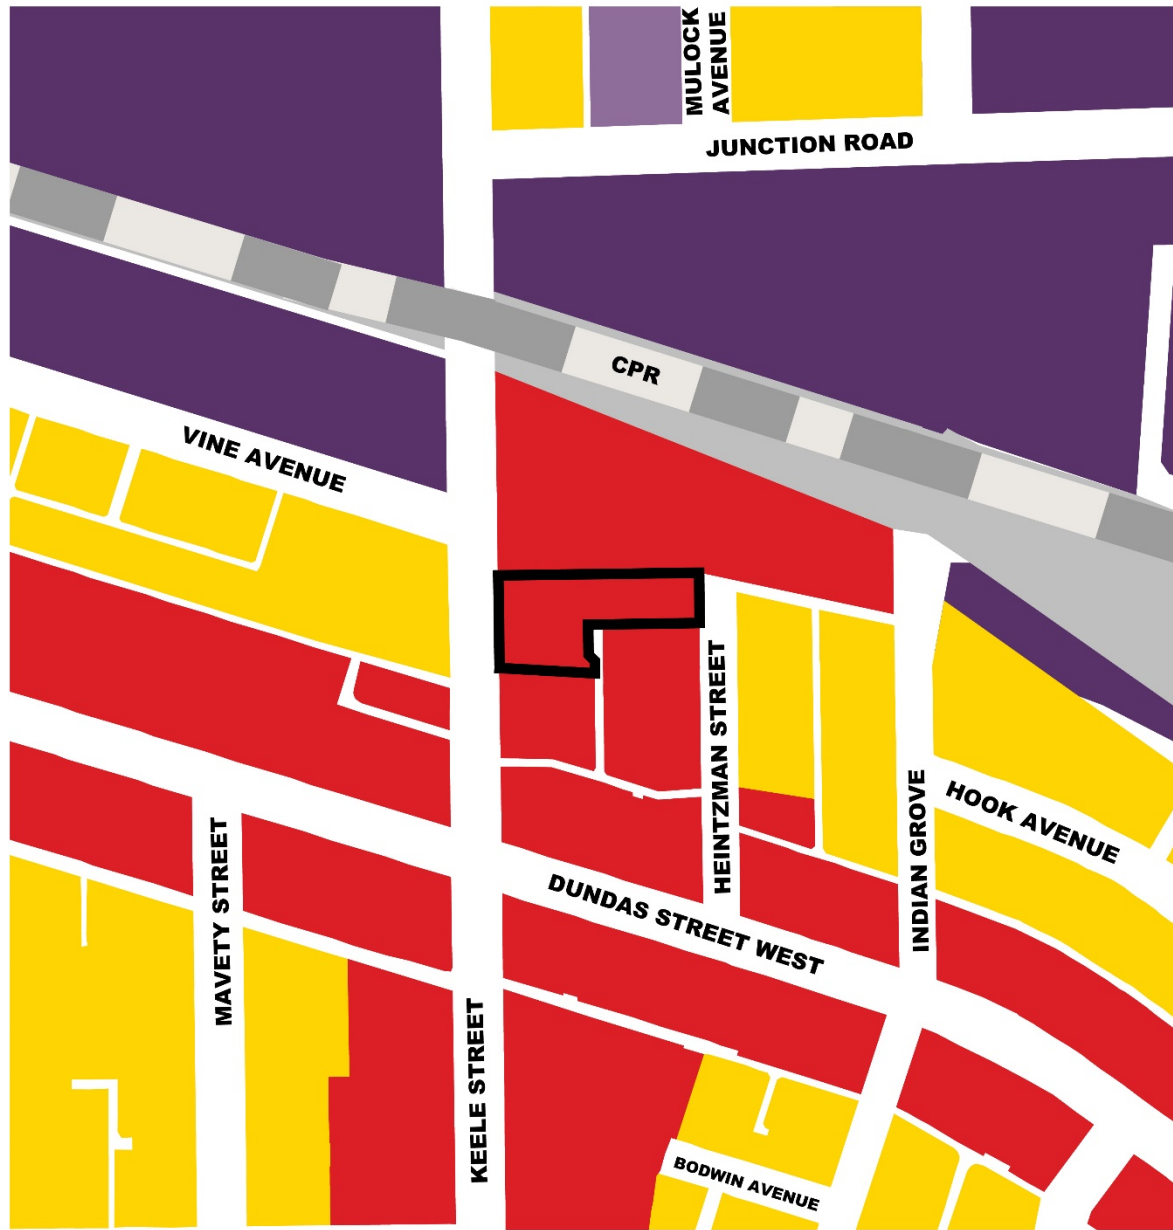 MULOCK
AVENUE
JUNCTION ROAD
CPR
VINE AVENUE
HEINTZMAN STREET
INDIAN GROVE
HOOK AVENUE
MAVETY STREET
DUNDAS STREET WEST
KEELE STREET
BODWIN AVENUE